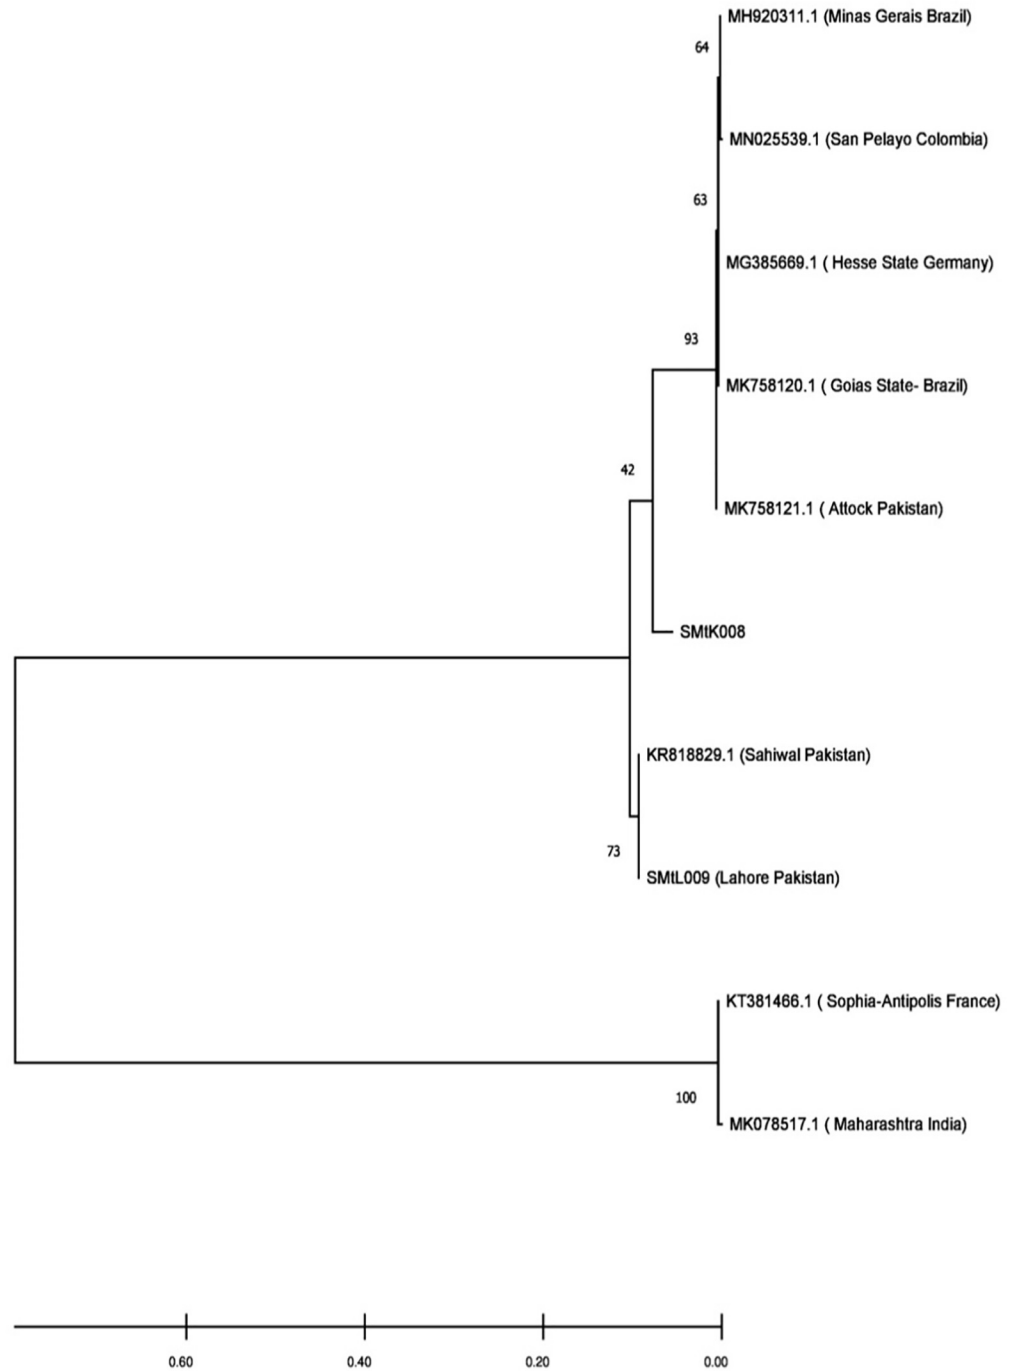 MH920311.1 (Minas Gerais Brazil)
64
MN025539.1 (San Pelayo Colombia)
63
MG385669.1 ( Hesse State Germany)
93
MK758120.1 ( Goias State- Brazil)
42
MK758121.1 ( Attock Pakistan)
SMtK008
KR818829.1 (Sahiwal Pakistan)
73
SMtL009 (Lahore Pakistan)
KT381466.1 ( Sophia-Antipolis France)
100
MK078517.1 ( Maharashtra India)
0.60 0.40 0.20 0.00